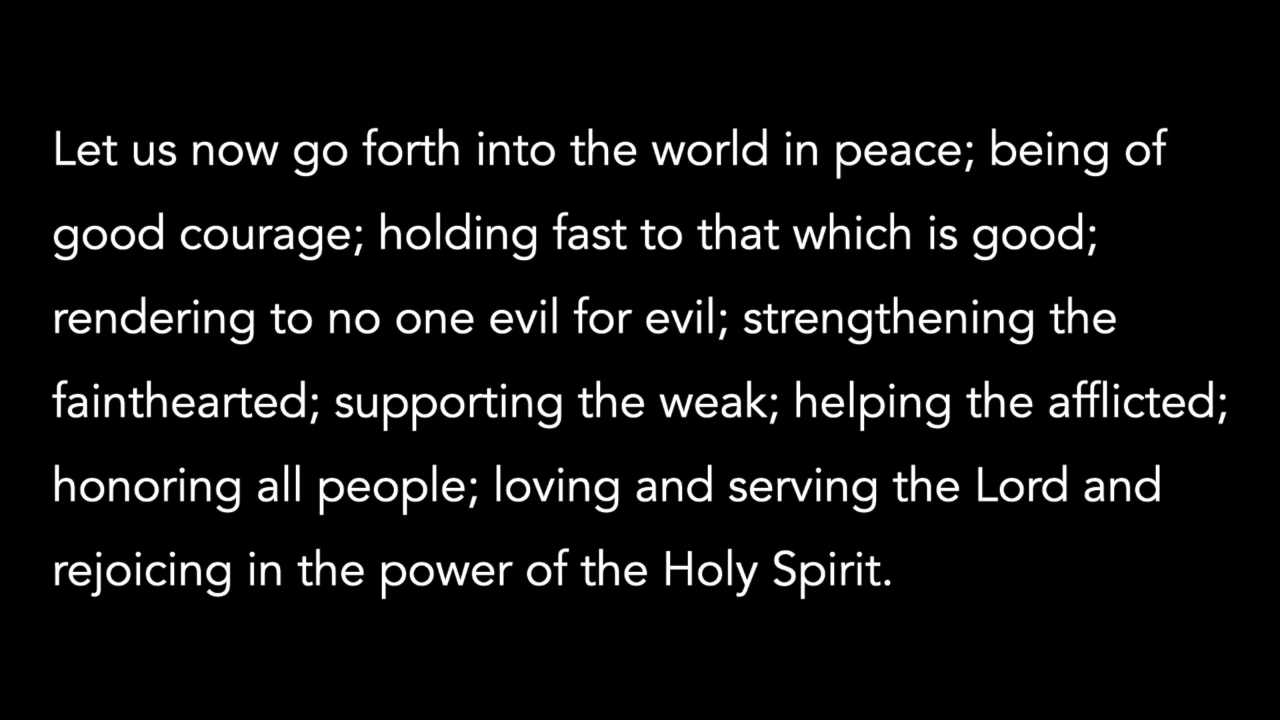 Let us now go forth into the world in peace; being of
good courage; holding fast to that which is good;
rendering to no one evil for evil; strengthening the
fainthearted; supporting the weak; helping the afflicted;
honoring all people; loving and serving the Lord and
rejoicing in the power of the Holy Spirit.